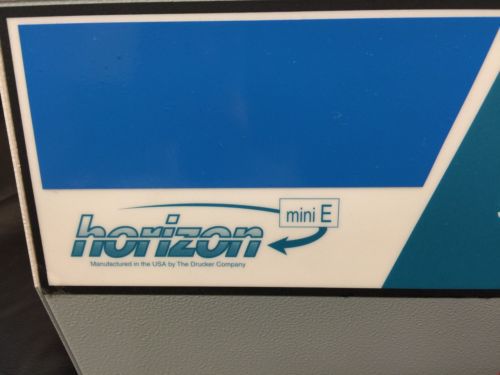 mini E
horizon
Manufactured in the USA by The Drucker Company